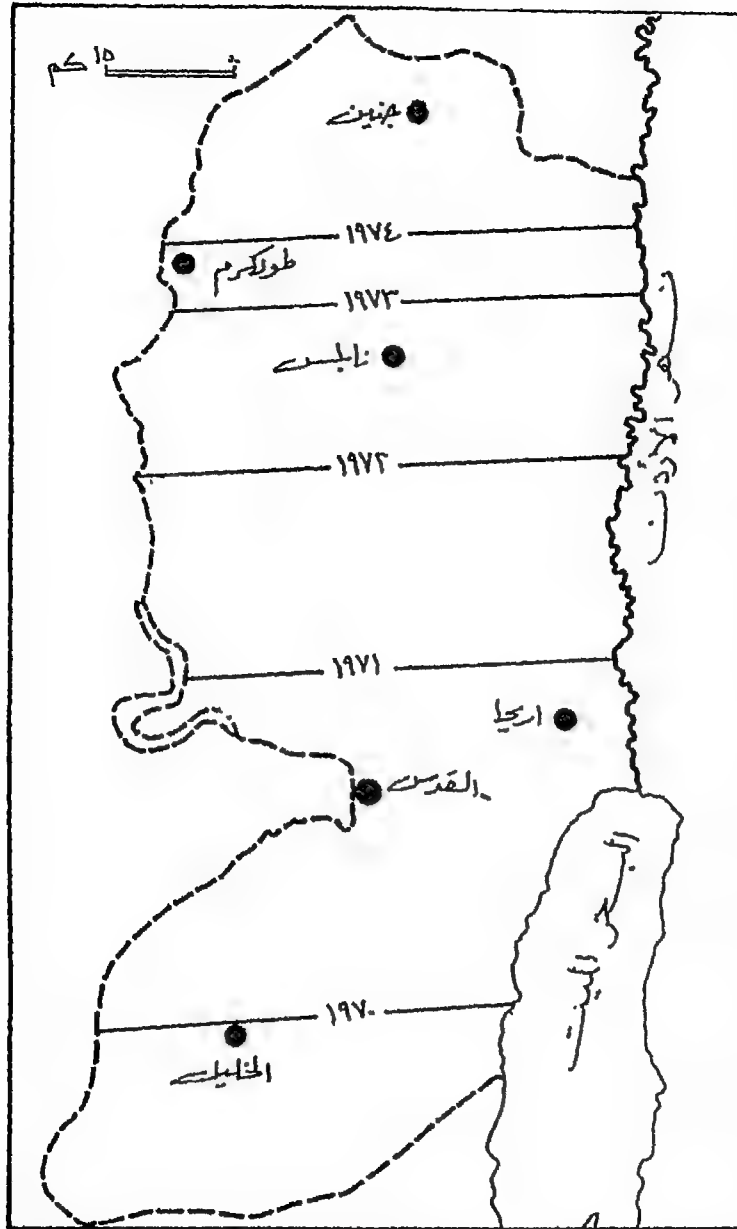 ١٥ كم
جنين
١٩٧٤
طولكرم
١٩٧٣
نابلس
١٩٧٢
نهر الأردن
١٩٧١
اريحا
القدس
البحر الميت
١٩٧٠
الخليل